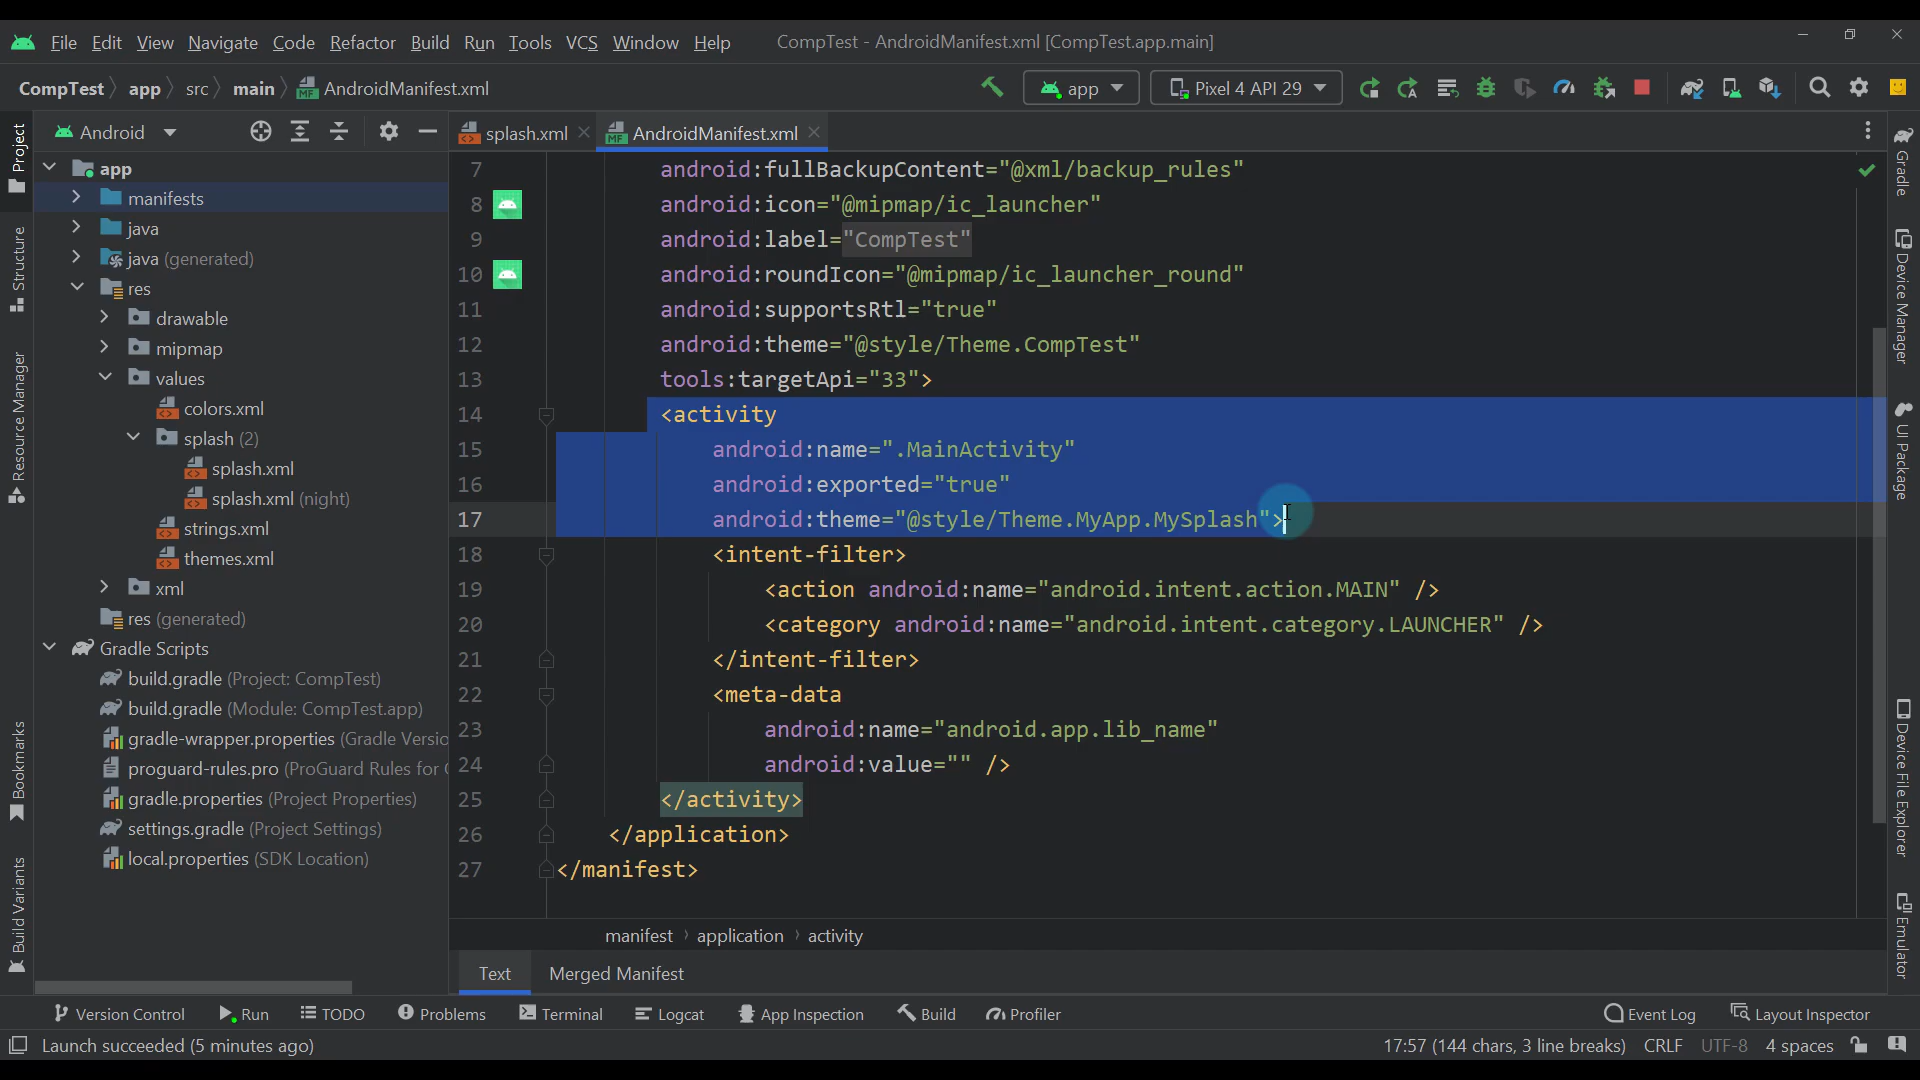 File Edit View Navigate Code Refactor Build Run Tools VCS Window Help CompTest - AndroidManifest.xml [CompTest.app.main]
CompTest app src main AndroidManifest.xml app Pixel 4 API 29
Project
Structure
Resource Manager
Bookmarks
Build Variants
Android
app
manifests
java
java (generated)
res
drawable
mipmap
values
colors.xml
splash (2)
splash.xml
splash.xml (night)
strings.xml
themes.xml
xml
res (generated)
Gradle Scripts
build.gradle (Project: CompTest)
build.gradle (Module: CompTest.app)
gradle-wrapper.properties (Gradle Versio
proguard-rules.pro (ProGuard Rules for
gradle.properties (Project Properties)
settings.gradle (Project Settings)
local.properties (SDK Location)
splash.xml AndroidManifest.xml
7 android:fullBackupContent="@xml/backup_rules"
8 android:icon="@mipmap/ic_launcher"
9 android:label="CompTest"
10 android:roundIcon="@mipmap/ic_launcher_round"
11 android:supportsRtl="true"
12 android:theme="@style/Theme.CompTest"
13 tools:targetApi="33">
14 <activity
15 android:name=".MainActivity"
16 android:exported="true"
17 android:theme="@style/Theme.MyApp.MySplash">
18 <intent-filter>
19 <action android:name="android.intent.action.MAIN" />
20 <category android:name="android.intent.category.LAUNCHER" />
21 </intent-filter>
22 <meta-data
23 android:name="android.app.lib_name"
24 android:value="" />
25 </activity>
26 </application>
27 </manifest>
manifest application activity
Text Merged Manifest
Gradle
Device Manager
UI Package
Device File Explorer
Emulator
Version Control Run TODO Problems Terminal Logcat App Inspection Build Profiler Event Log Layout Inspector
Launch succeeded (5 minutes ago) 17:57 (144 chars, 3 line breaks) CRLF UTF-8 4 spaces